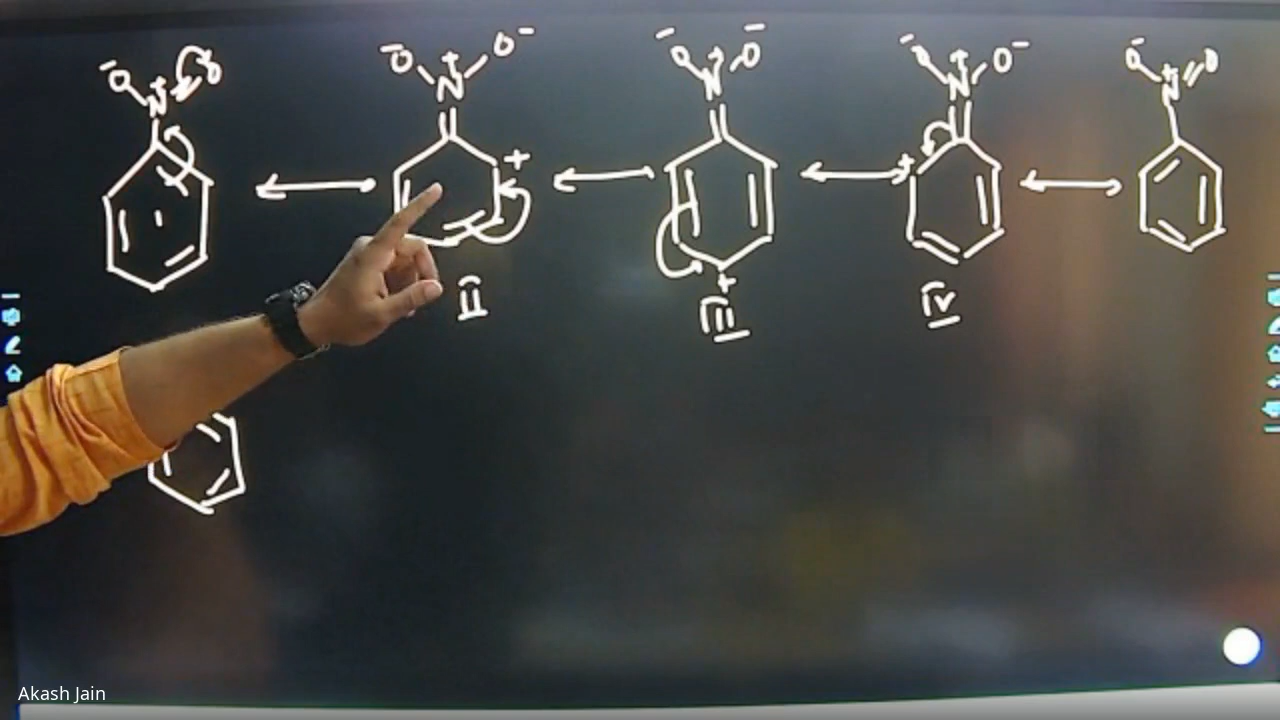 ⁻O N⁺ O
⁻O N⁺ O⁻
⁻O N⁺ O⁻
⁻O N⁺ O⁻
⁻O N⁺ O
+
+
+
II
III
IV
Akash Jain